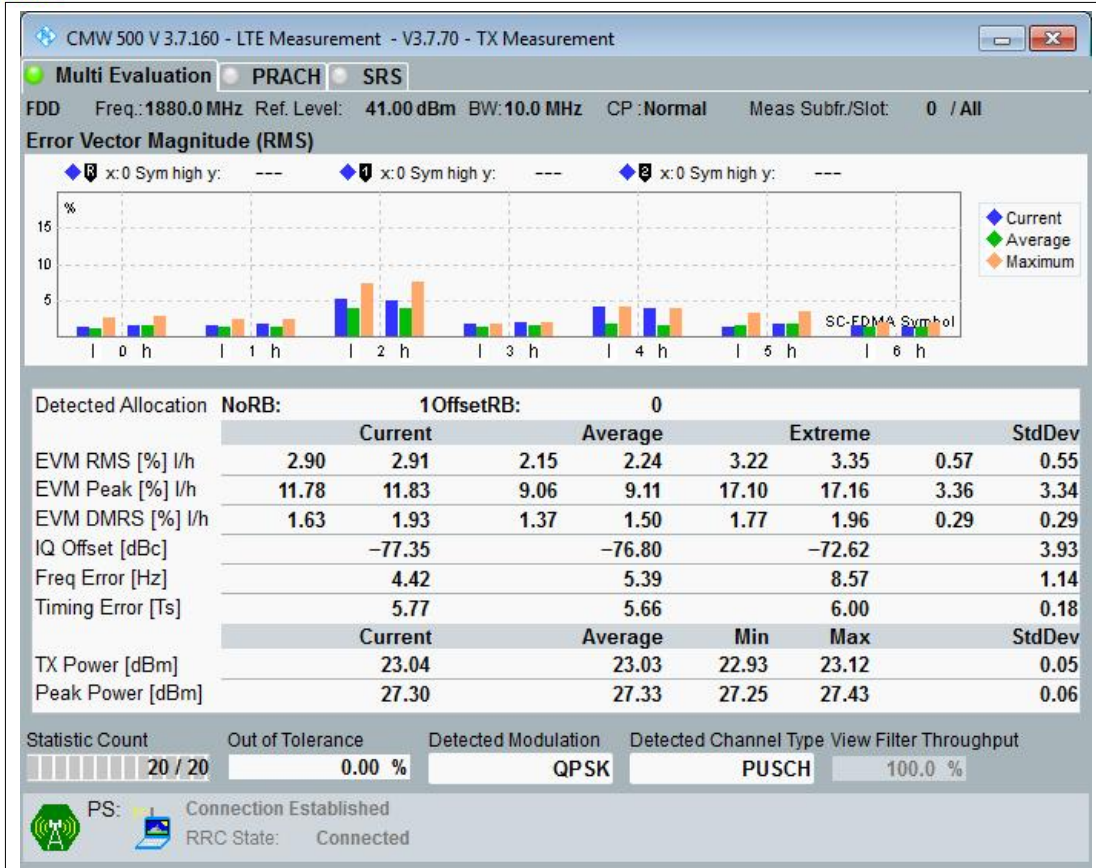 CMW 500 V 3.7.160 - LTE Measurement - V3.7.70 - TX Measurement
Multi Evaluation PRACH SRS
FDD Freq.: 1880.0 MHz Ref. Level: 41.00 dBm BW: 10.0 MHz CP : Normal Meas Subfr./Slot: 0 / All
Error Vector Magnitude (RMS)
R x: 0 Sym high y: --- 1 x: 0 Sym high y: --- 2 x: 0 Sym high y: ---
%
15
10
5
Current
Average
Maximum
SC-FDMA Symbol
l 0 h l 1 h l 2 h l 3 h l 4 h l 5 h l 6 h
Detected Allocation NoRB: 1 OffsetRB: 0
Current Average Extreme StdDev
EVM RMS [%] l/h 2.90 2.91 2.15 2.24 3.22 3.35 0.57 0.55
EVM Peak [%] l/h 11.78 11.83 9.06 9.11 17.10 17.16 3.36 3.34
EVM DMRS [%] l/h 1.63 1.93 1.37 1.50 1.77 1.96 0.29 0.29
IQ Offset [dBc] −77.35 −76.80 −72.62 3.93
Freq Error [Hz] 4.42 5.39 8.57 1.14
Timing Error [Ts] 5.77 5.66 6.00 0.18
Current Average Min Max StdDev
TX Power [dBm] 23.04 23.03 22.93 23.12 0.05
Peak Power [dBm] 27.30 27.33 27.25 27.43 0.06
Statistic Count Out of Tolerance Detected Modulation Detected Channel Type View Filter Throughput
20 / 20 0.00 % QPSK PUSCH 100.0 %
PS: Connection Established
RRC State: Connected